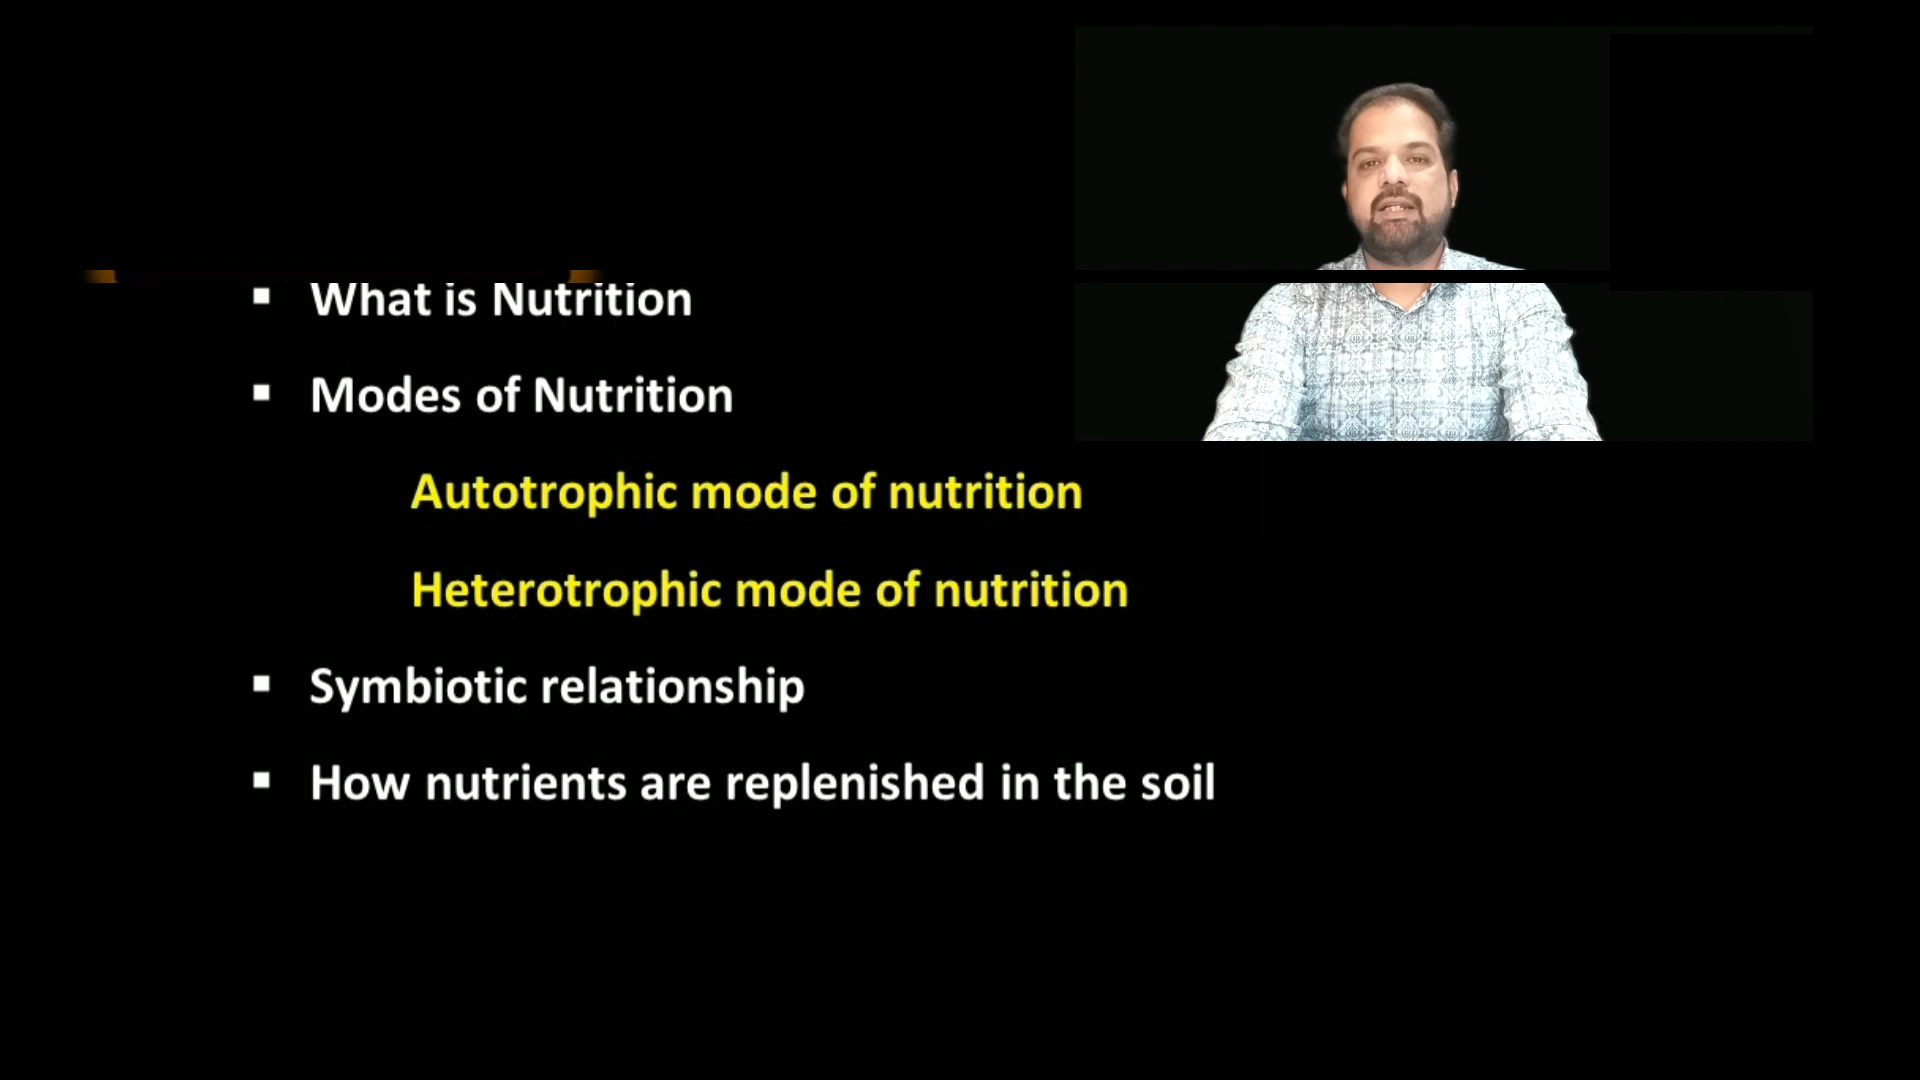 ▪ What is Nutrition
▪ Modes of Nutrition
Autotrophic mode of nutrition
Heterotrophic mode of nutrition
▪ Symbiotic relationship
▪ How nutrients are replenished in the soil